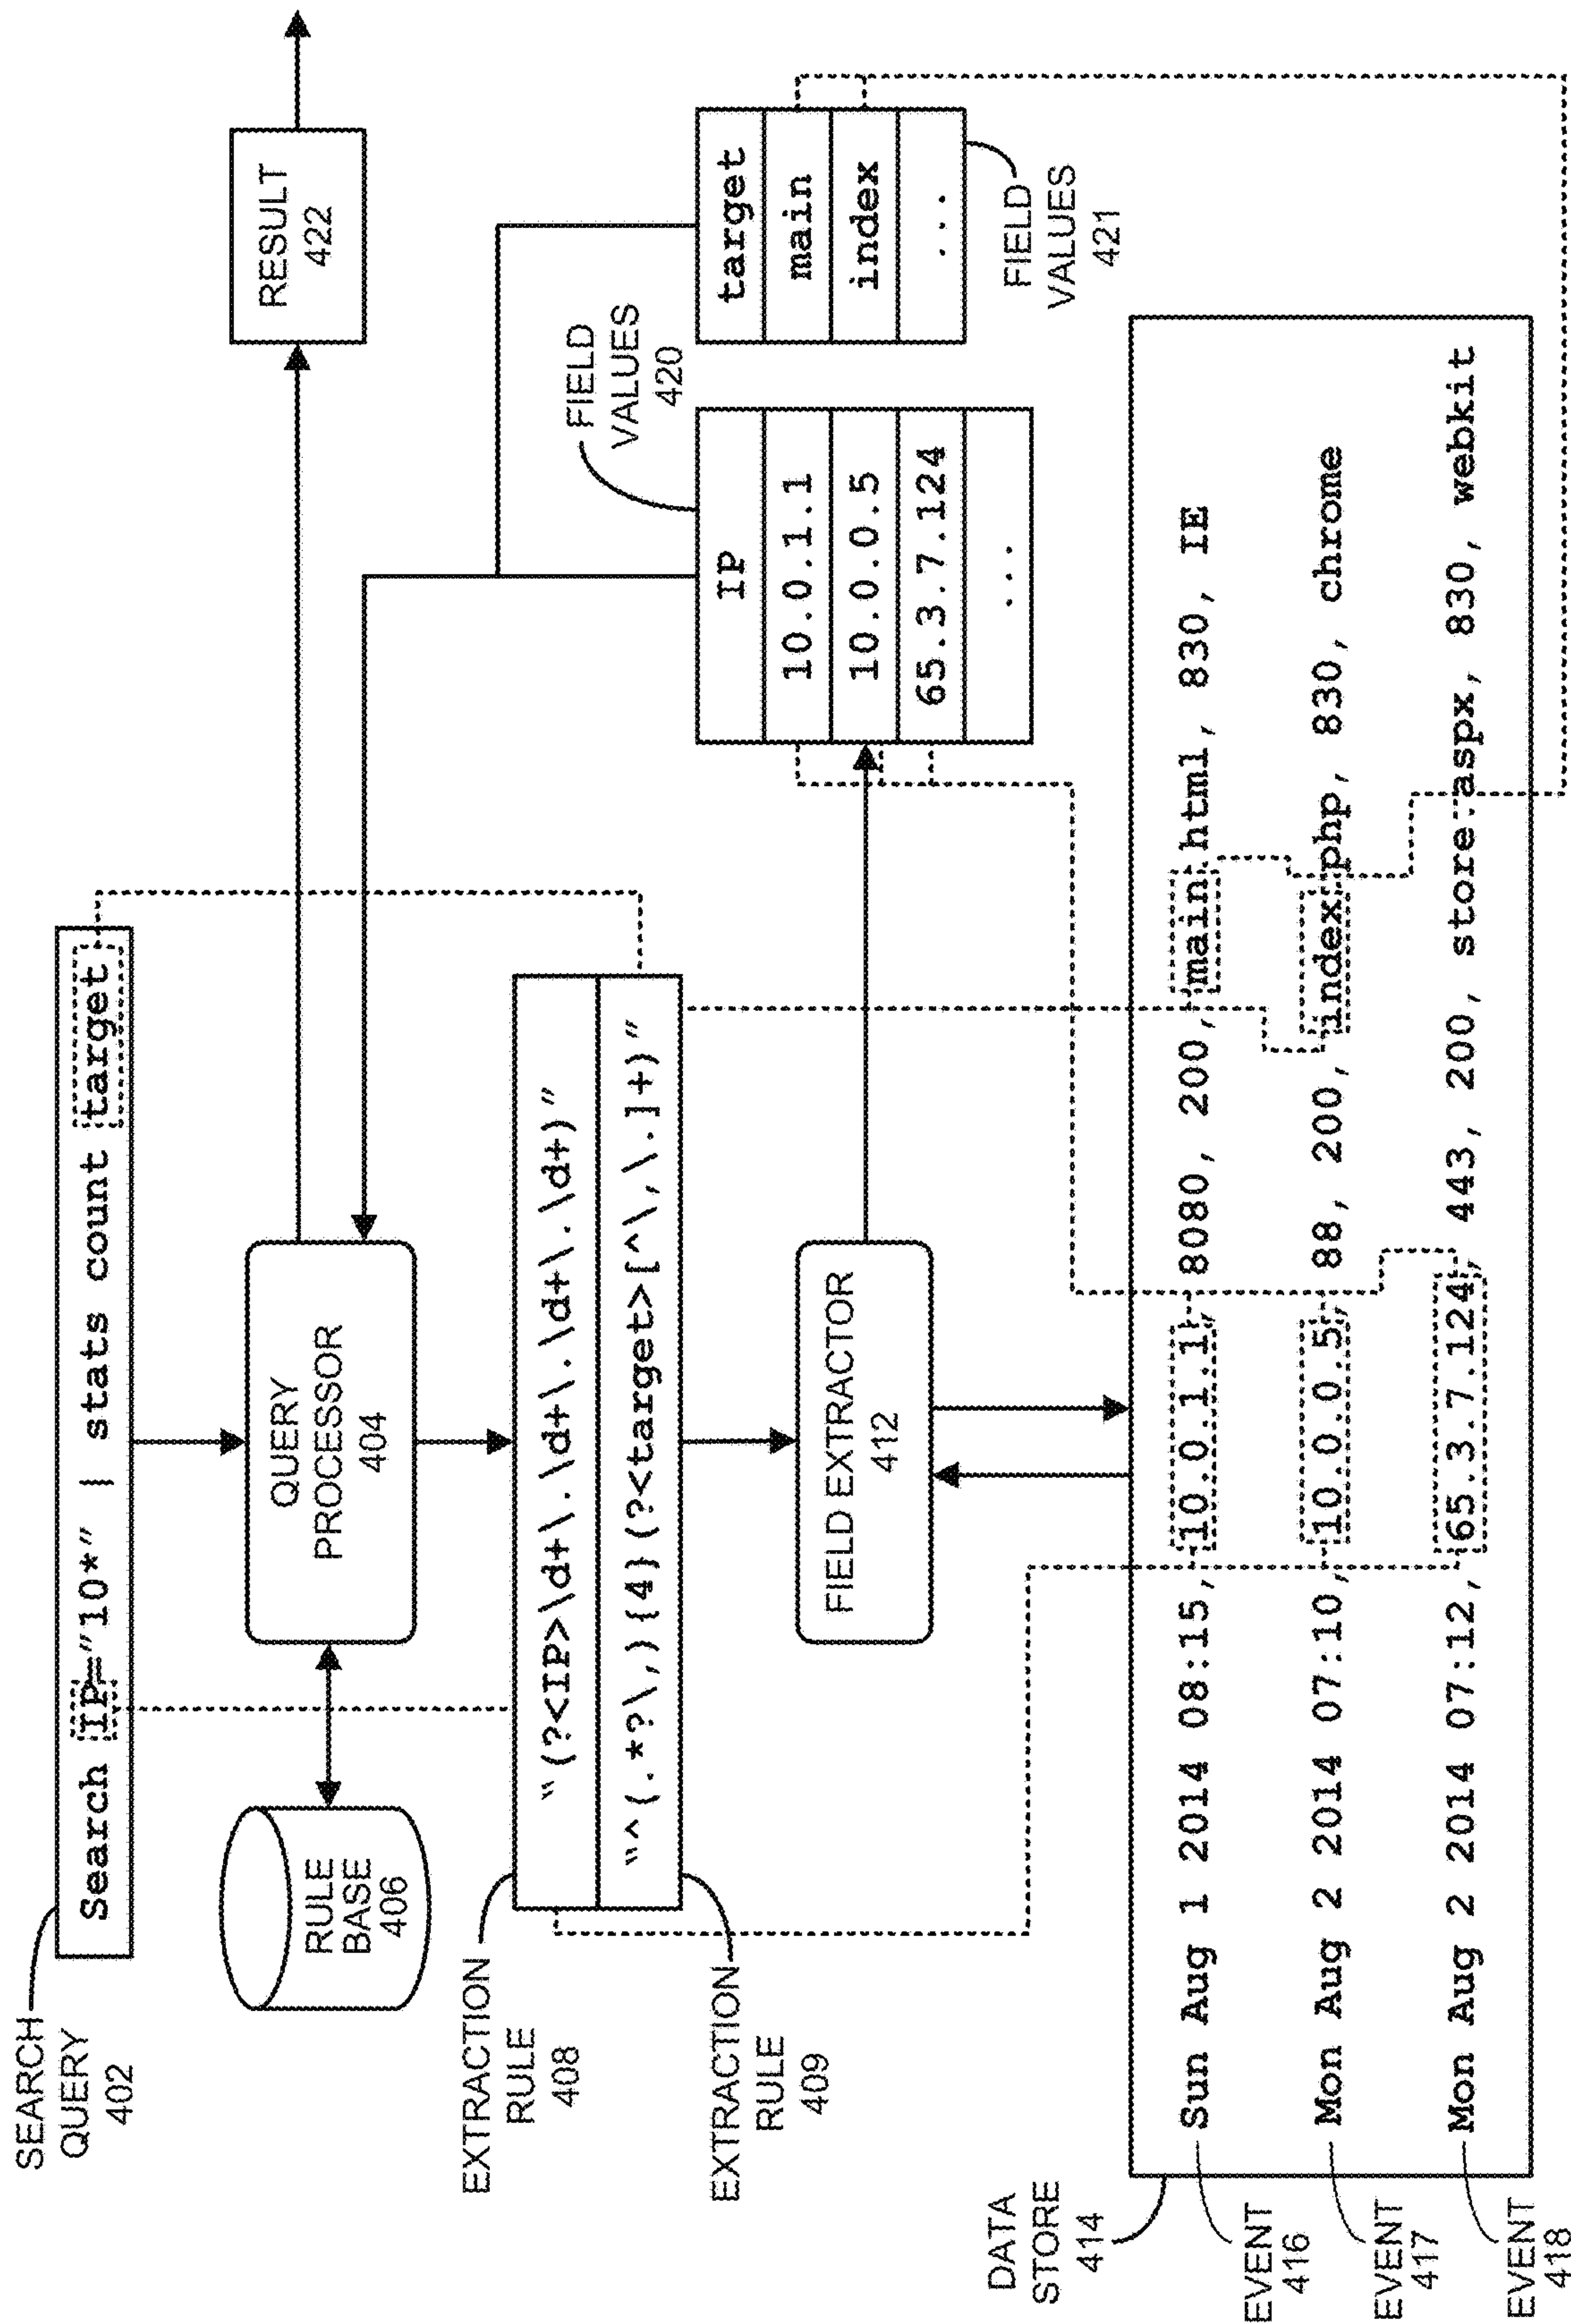 SEARCH
QUERY
402
Search IP="10*" | stats count target
RULE
BASE
406
QUERY
PROCESSOR
404
RESULT
422
EXTRACTION
RULE
408
"(?<IP>\d+\.\d+\.\d+\.\d+)"
"^(.*?\,){4}(?<target>[^\,\.]+)"
EXTRACTION
RULE
409
FIELD EXTRACTOR
412
FIELD
VALUES
420
IP
10.0.1.1
10.0.0.5
65.3.7.124
...
target
main
index
...
FIELD
VALUES
421
DATA
STORE
414
Sun Aug 1 2014 08:15, 10.0.1.1, 8080, 200, main html, 830, IE
Mon Aug 2 2014 07:10, 10.0.0.5, 88, 200, index php, 830, chrome
Mon Aug 2 2014 07:12, 65.3.7.124, 443, 200, store.aspx, 830, webkit
EVENT
416
EVENT
417
EVENT
418